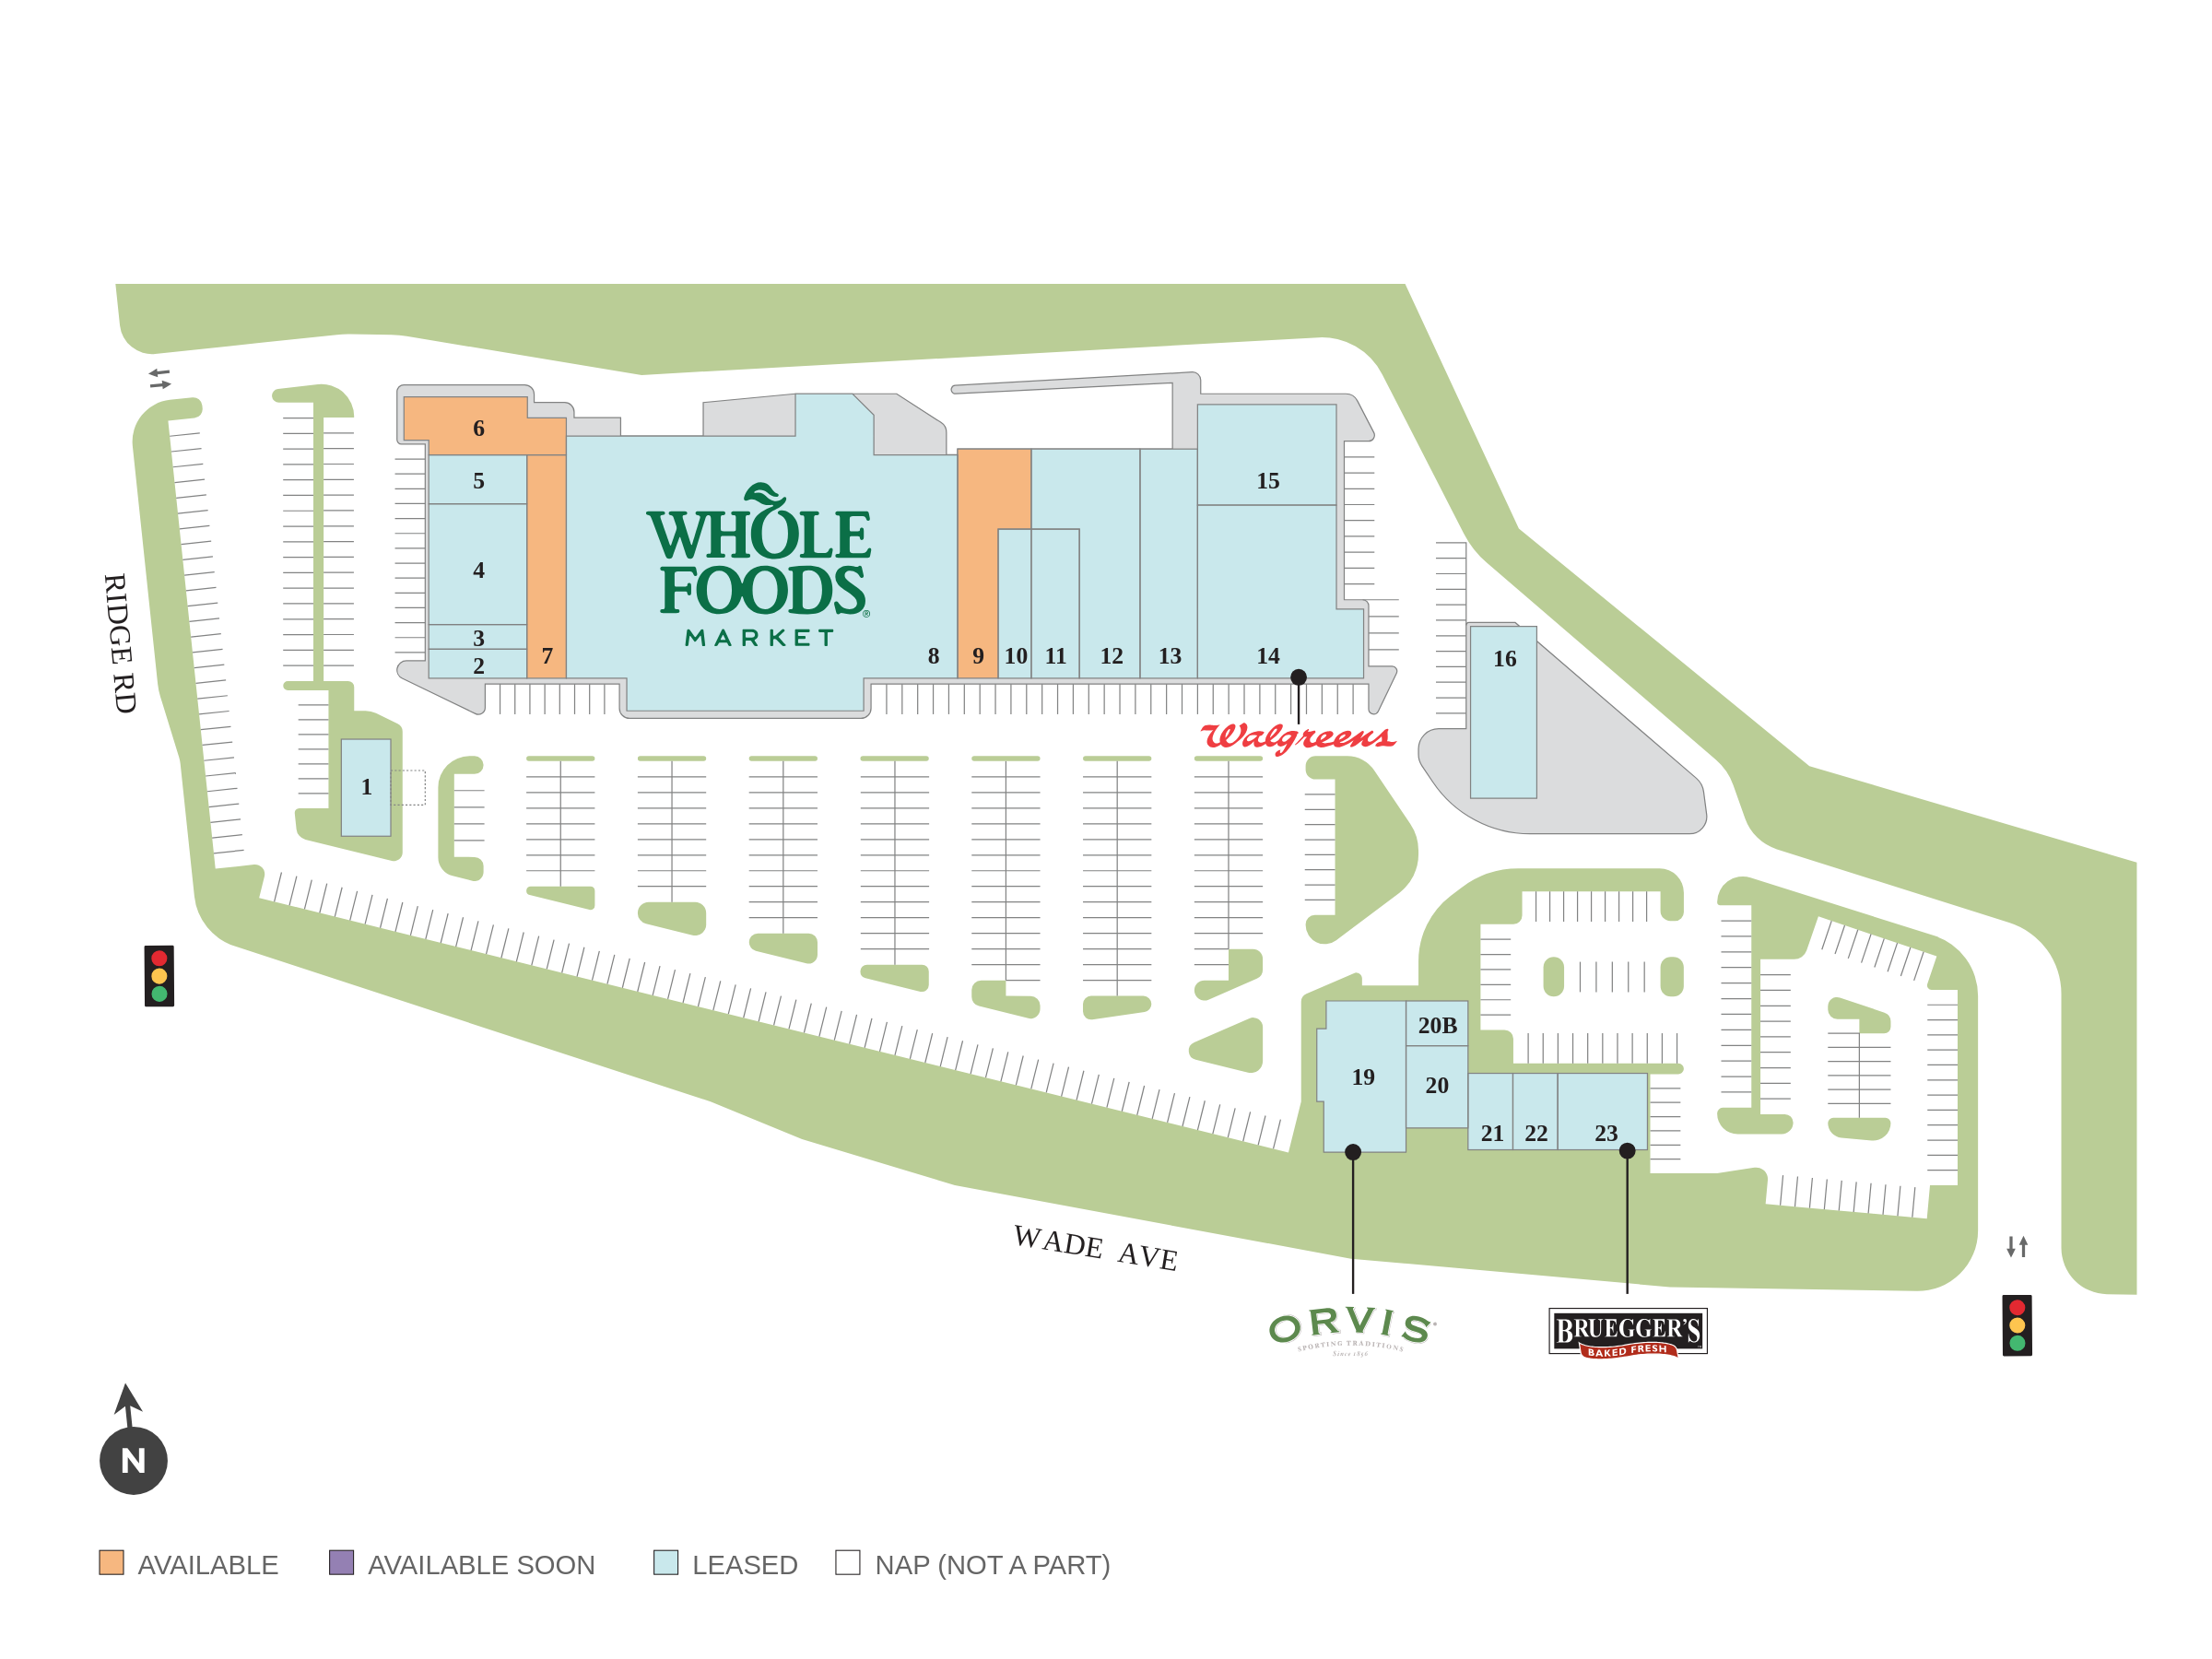 6
5
4
3
2
7
WHOLE
FOODS®
MARKET
8
9
10
11
12
13
14
15
16
Walgreens
RIDGE RD
1
19
20B
20
21
22
23
WADE AVE
ORVIS
SPORTING TRADITIONS
Since 1856
BRUEGGER'S
BAKED FRESH
N
AVAILABLE
AVAILABLE SOON
LEASED
NAP (NOT A PART)